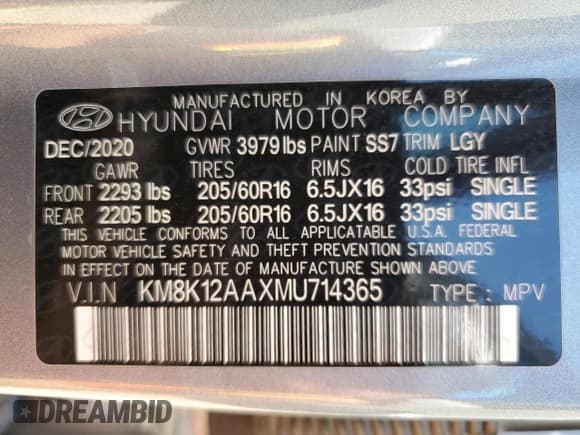 MANUFACTURED IN KOREA BY
HYUNDAI MOTOR COMPANY
DEC/2020 GVWR 3979 lbs PAINT SS7 TRIM LGY
GAWR TIRES RIMS COLD TIRE INFL
FRONT 2293 lbs 205/60R16 6.5JX16 33psi SINGLE
REAR 2205 lbs 205/60R16 6.5JX16 33psi SINGLE
THIS VEHICLE CONFORMS TO ALL APPLICATABLE U.S.A. FEDERAL
MOTOR VEHICLE SAFETY AND THEFT PREVENTION STANDARDS
IN EFFECT ON THE DATE OF MANUFACTURE SHOWN ABOVE
V.I.N KM8K12AAXMU714365 TYPE : MPV
DREAMBID